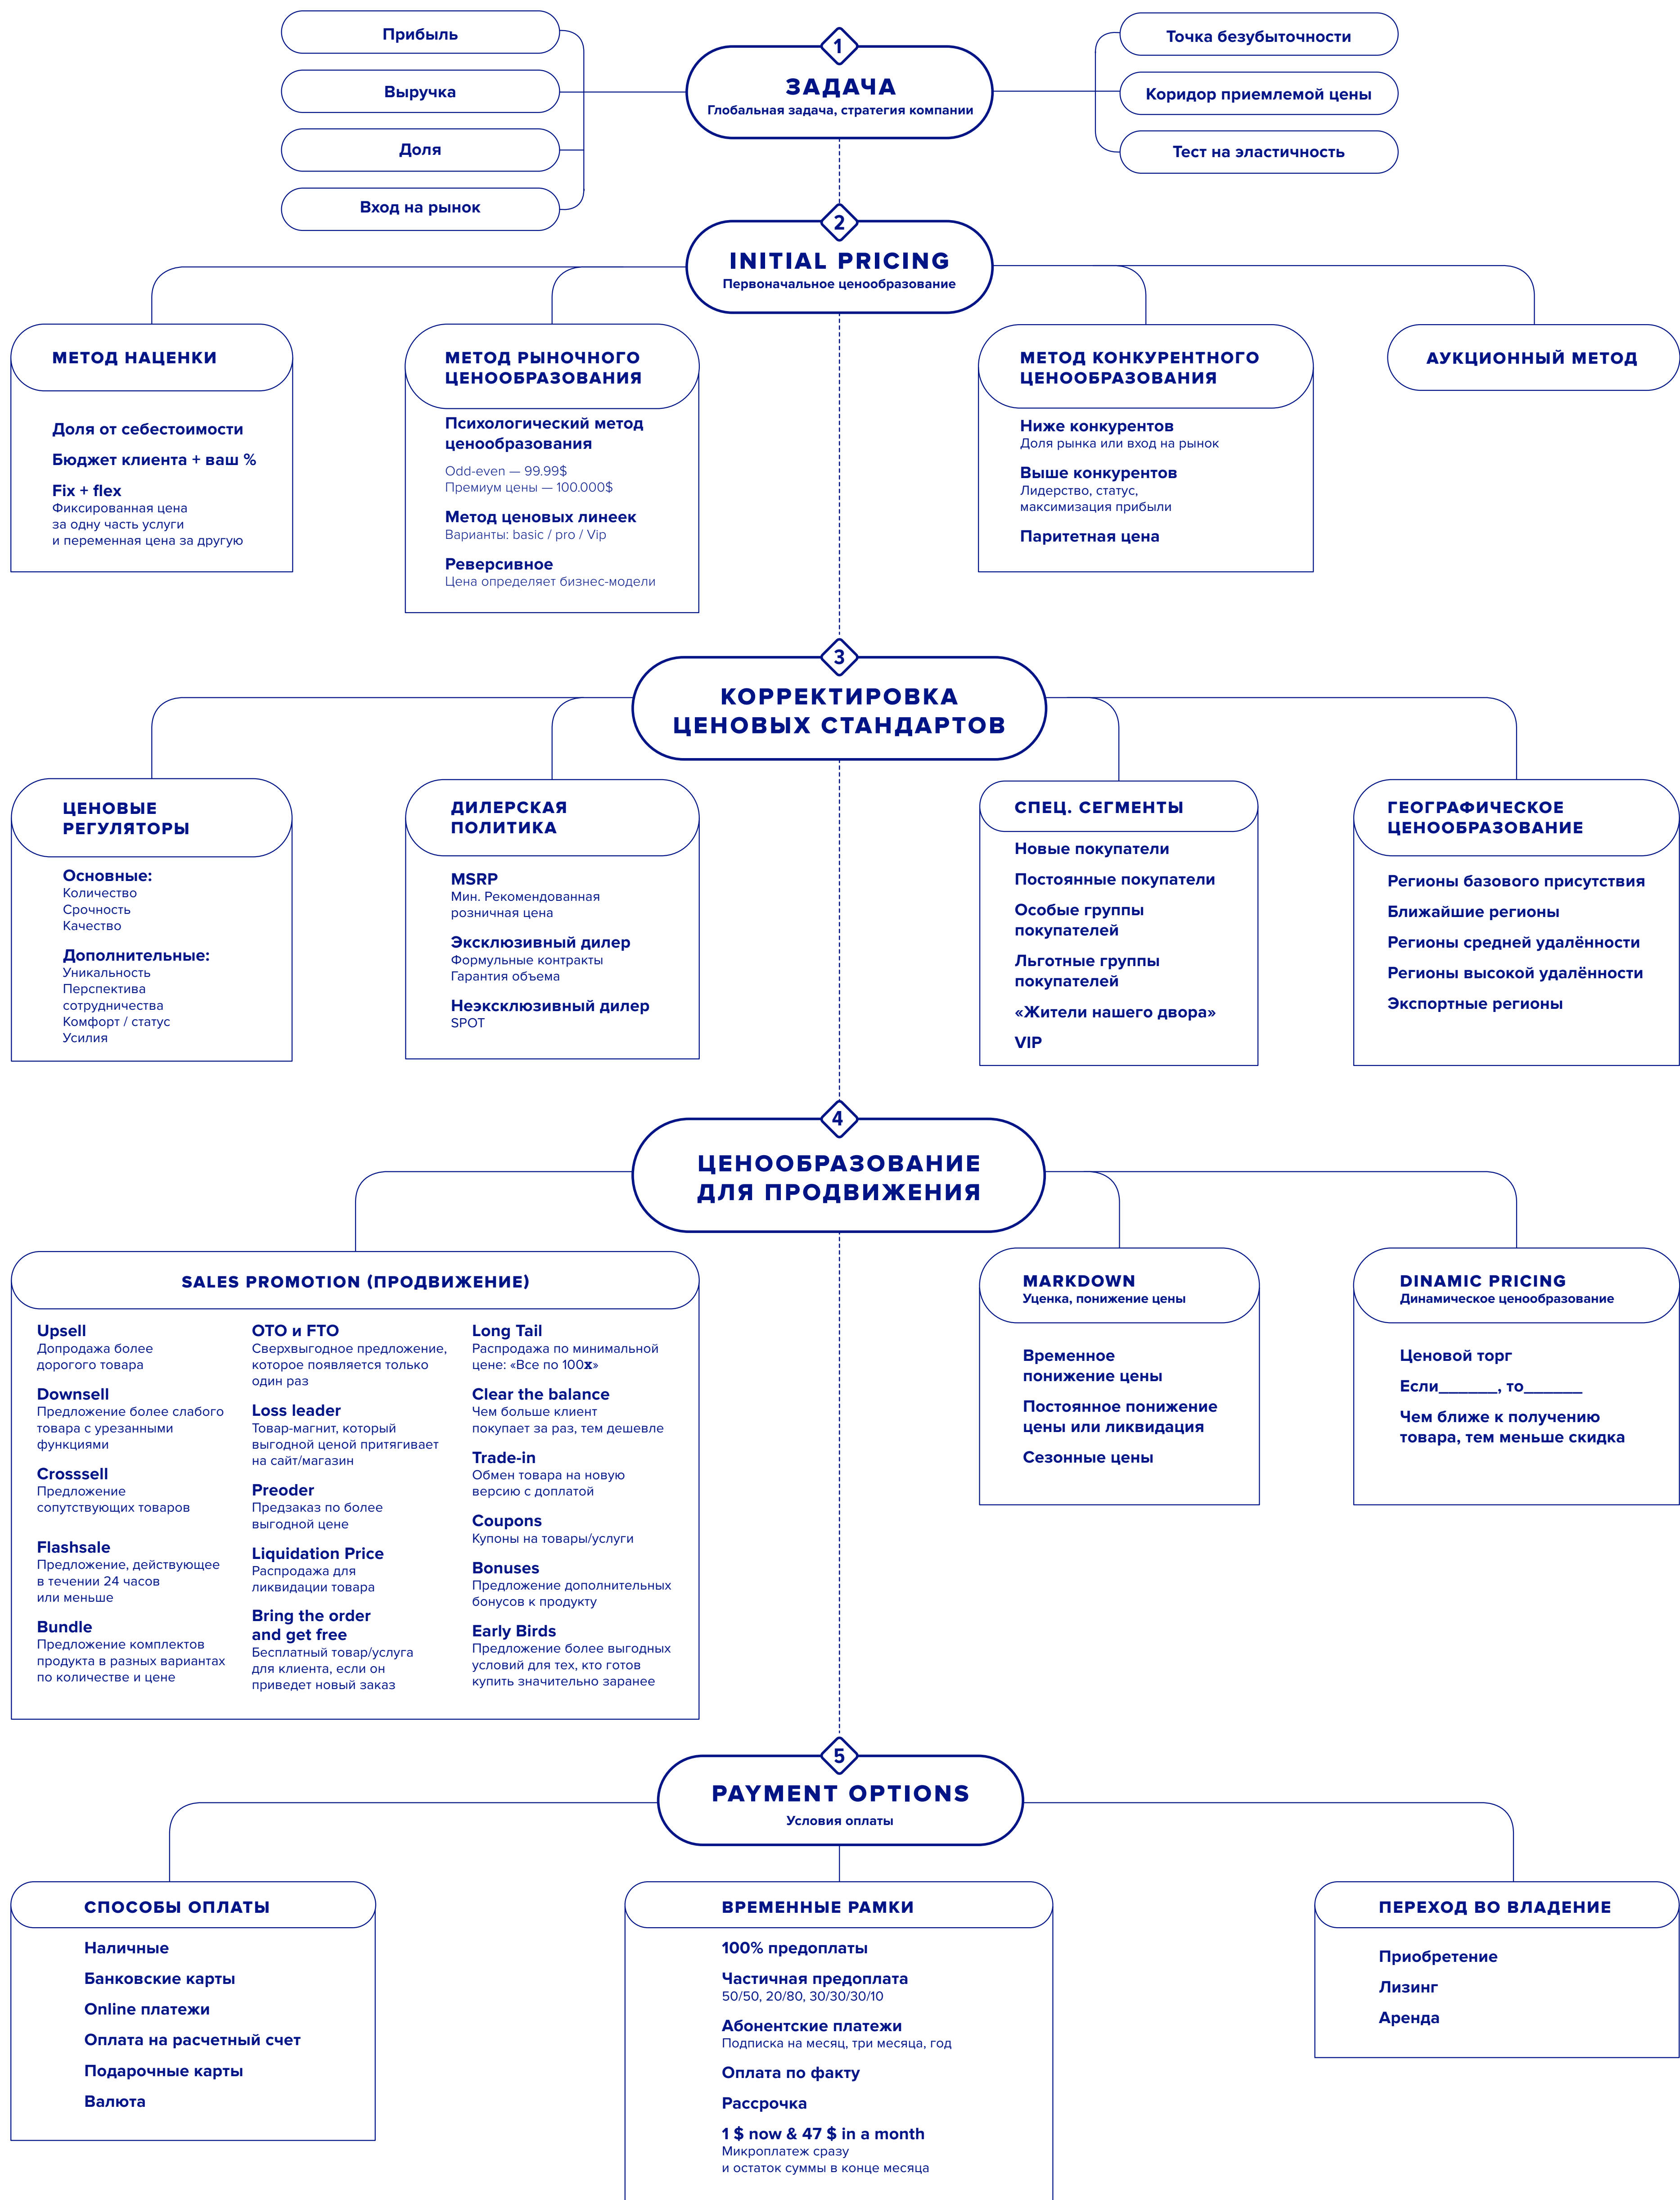 Прибыль
Выручка
Доля
Вход на рынок
1
ЗАДАЧА
Глобальная задача, стратегия компании
Точка безубыточности
Коридор приемлемой цены
Тест на эластичность
2
INITIAL PRICING
Первоначальное ценообразование
МЕТОД НАЦЕНКИ
Доля от себестоимости
Бюджет клиента + ваш %
Fix + flex
Фиксированная цена
за одну часть услуги
и переменная цена за другую
МЕТОД РЫНОЧНОГО
ЦЕНООБРАЗОВАНИЯ
Психологический метод
ценообразования
Odd-even — 99.99$
Премиум цены — 100.000$
Метод ценовых линеек
Варианты: basic / pro / Vip
Реверсивное
Цена определяет бизнес-модели
МЕТОД КОНКУРЕНТНОГО
ЦЕНООБРАЗОВАНИЯ
Ниже конкурентов
Доля рынка или вход на рынок
Выше конкурентов
Лидерство, статус,
максимизация прибыли
Паритетная цена
АУКЦИОННЫЙ МЕТОД
3
КОРРЕКТИРОВКА
ЦЕНОВЫХ СТАНДАРТОВ
ЦЕНОВЫЕ
РЕГУЛЯТОРЫ
Основные:
Количество
Срочность
Качество
Дополнительные:
Уникальность
Перспектива
сотрудничества
Комфорт / статус
Усилия
ДИЛЕРСКАЯ
ПОЛИТИКА
MSRP
Мин. Рекомендованная
розничная цена
Эксклюзивный дилер
Формульные контракты
Гарантия объема
Неэксклюзивный дилер
SPOT
СПЕЦ. СЕГМЕНТЫ
Новые покупатели
Постоянные покупатели
Особые группы
покупателей
Льготные группы
покупателей
«Жители нашего двора»
VIP
ГЕОГРАФИЧЕСКОЕ
ЦЕНООБРАЗОВАНИЕ
Регионы базового присутствия
Ближайшие регионы
Регионы средней удалённости
Регионы высокой удалённости
Экспортные регионы
4
ЦЕНООБРАЗОВАНИЕ
ДЛЯ ПРОДВИЖЕНИЯ
SALES PROMOTION (ПРОДВИЖЕНИЕ)
Upsell
Допродажа более
дорогого товара
Downsell
Предложение более слабого
товара с урезанными
функциями
Crosssell
Предложение
сопутствующих товаров
Flashsale
Предложение, действующее
в течении 24 часов
или меньше
Bundle
Предложение комплектов
продукта в разных вариантах
по количестве и цене
OTO и FTO
Сверхвыгодное предложение,
которое появляется только
один раз
Loss leader
Товар-магнит, который
выгодной ценой притягивает
на сайт/магазин
Preoder
Предзаказ по более
выгодной цене
Liquidation Price
Распродажа для
ликвидации товара
Bring the order
and get free
Бесплатный товар/услуга
для клиента, если он
приведет новый заказ
Long Tail
Распродажа по минимальной
цене: «Все по 100x»
Clear the balance
Чем больше клиент
покупает за раз, тем дешевле
Trade-in
Обмен товара на новую
версию с доплатой
Coupons
Купоны на товары/услуги
Bonuses
Предложение дополнительных
бонусов к продукту
Early Birds
Предложение более выгодных
условий для тех, кто готов
купить значительно заранее
MARKDOWN
Уценка, понижение цены
Временное
понижение цены
Постоянное понижение
цены или ликвидация
Сезонные цены
DINAMIC PRICING
Динамическое ценообразование
Ценовой торг
Если______, то______
Чем ближе к получению
товара, тем меньше скидка
5
PAYMENT OPTIONS
Условия оплаты
СПОСОБЫ ОПЛАТЫ
Наличные
Банковские карты
Online платежи
Оплата на расчетный счет
Подарочные карты
Валюта
ВРЕМЕННЫЕ РАМКИ
100% предоплаты
Частичная предоплата
50/50, 20/80, 30/30/30/10
Абонентские платежи
Подписка на месяц, три месяца, год
Оплата по факту
Рассрочка
1 $ now & 47 $ in a month
Микроплатеж сразу
и остаток суммы в конце месяца
ПЕРЕХОД ВО ВЛАДЕНИЕ
Приобретение
Лизинг
Аренда